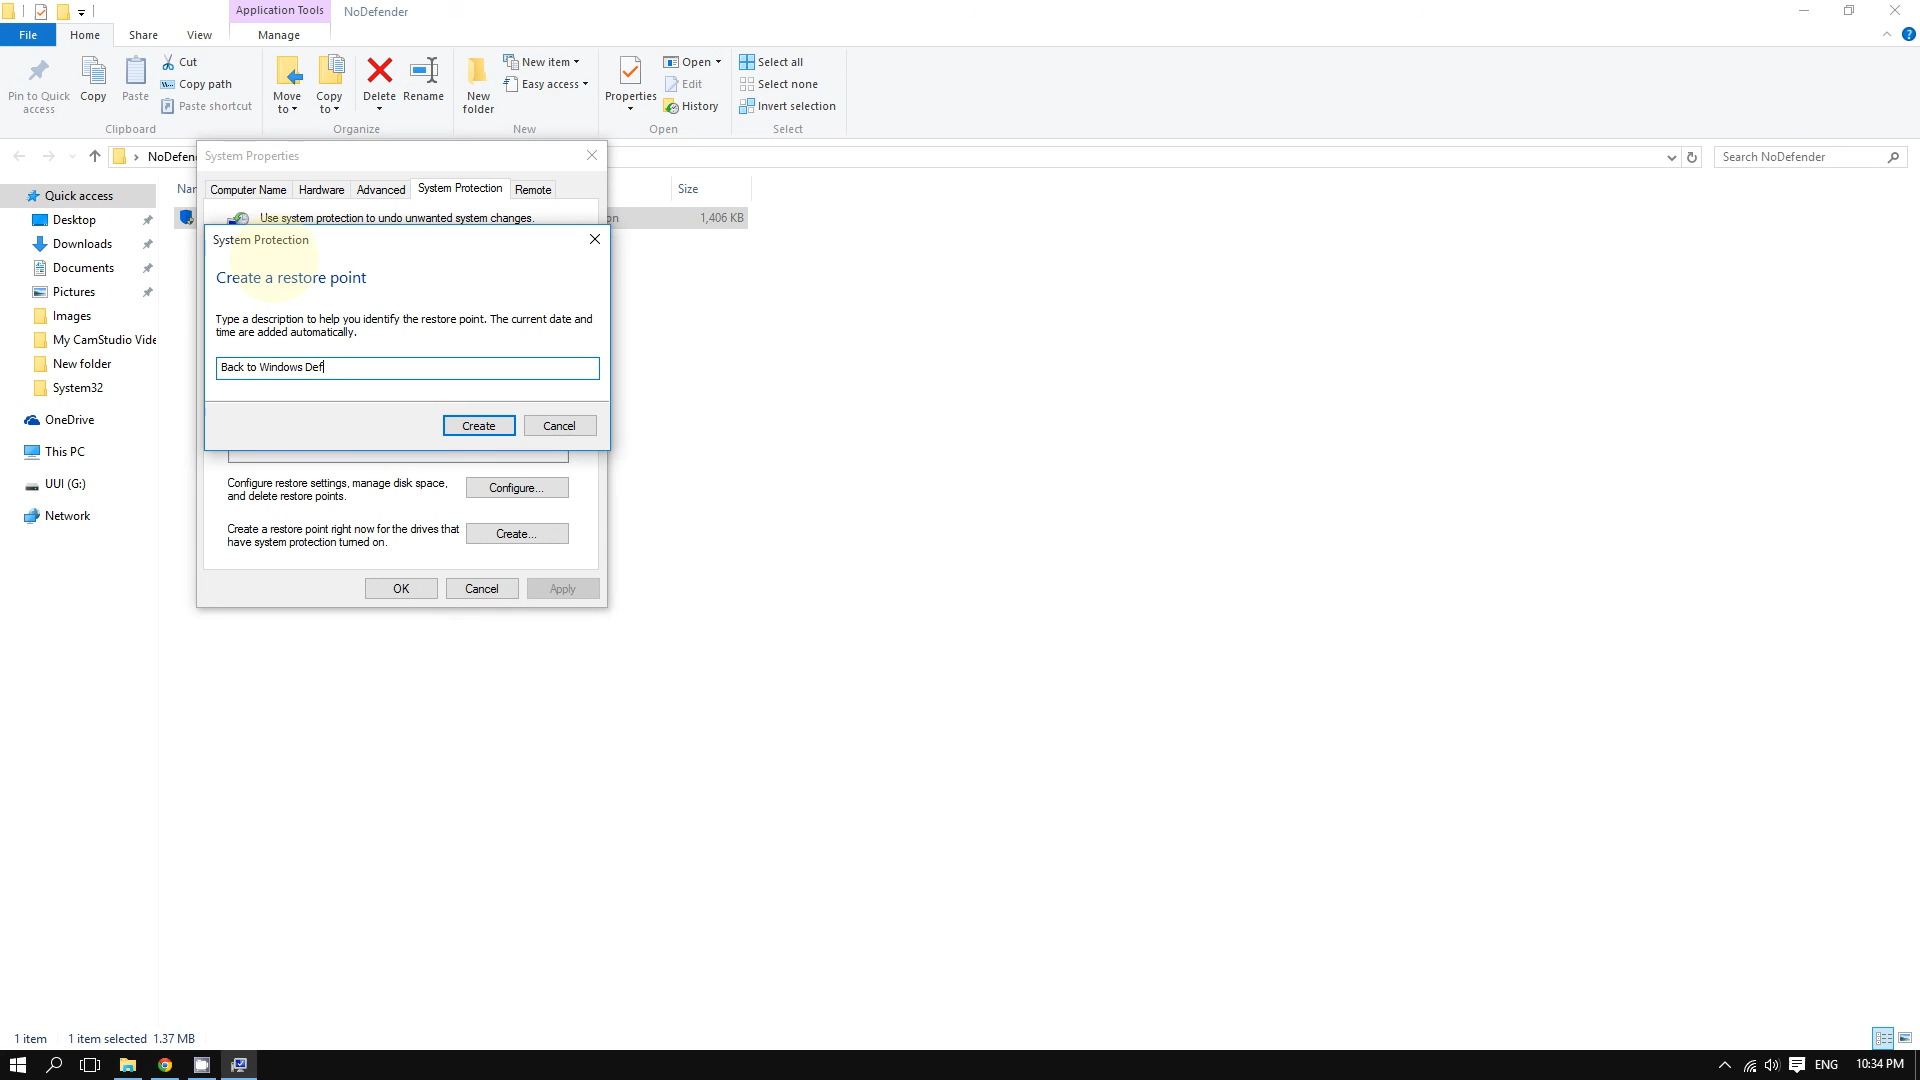 Application Tools
NoDefender
File
Home
Share
View
Manage
Pin to Quick
access
Copy
Paste
Cut
Copy path
Paste shortcut
Clipboard
Move
to
Copy
to
Delete
Rename
Organize
New
folder
New item
Easy access
New
Properties
Open
Edit
History
Open
Select all
Select none
Invert selection
Select
Search NoDefender
Size
1,406 KB
Quick access
Desktop
Downloads
Documents
Pictures
Images
My CamStudio Vide
New folder
System32
OneDrive
This PC
UUI (G:)
Network
System Properties
Computer Name
Hardware
Advanced
System Protection
Remote
Use system protection to undo unwanted system changes.
System Protection
Create a restore point
Type a description to help you identify the restore point. The current date and
time are added automatically.
Back to Windows Def
Create
Cancel
Configure restore settings, manage disk space,
and delete restore points.
Configure...
Create a restore point right now for the drives that
have system protection turned on.
Create...
OK
Cancel
Apply
1 item
1 item selected 1.37 MB
ENG
10:34 PM